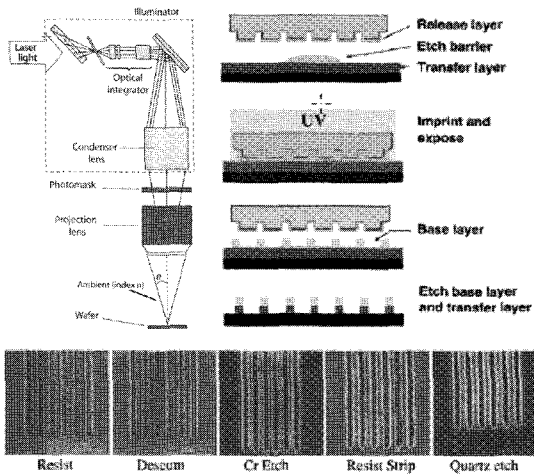 Illuminator
Laser
light
Optical
integrator
Condenser
lens
Photomask
Projection
lens
θ
Ambient (index n)
Wafer
Release layer
Etch barrier
Transfer layer
UV
Imprint and
expose
Base layer
Etch base layer
and transfer layer
Resist
Descum
Cr Etch
Resist Strip
Quartz etch